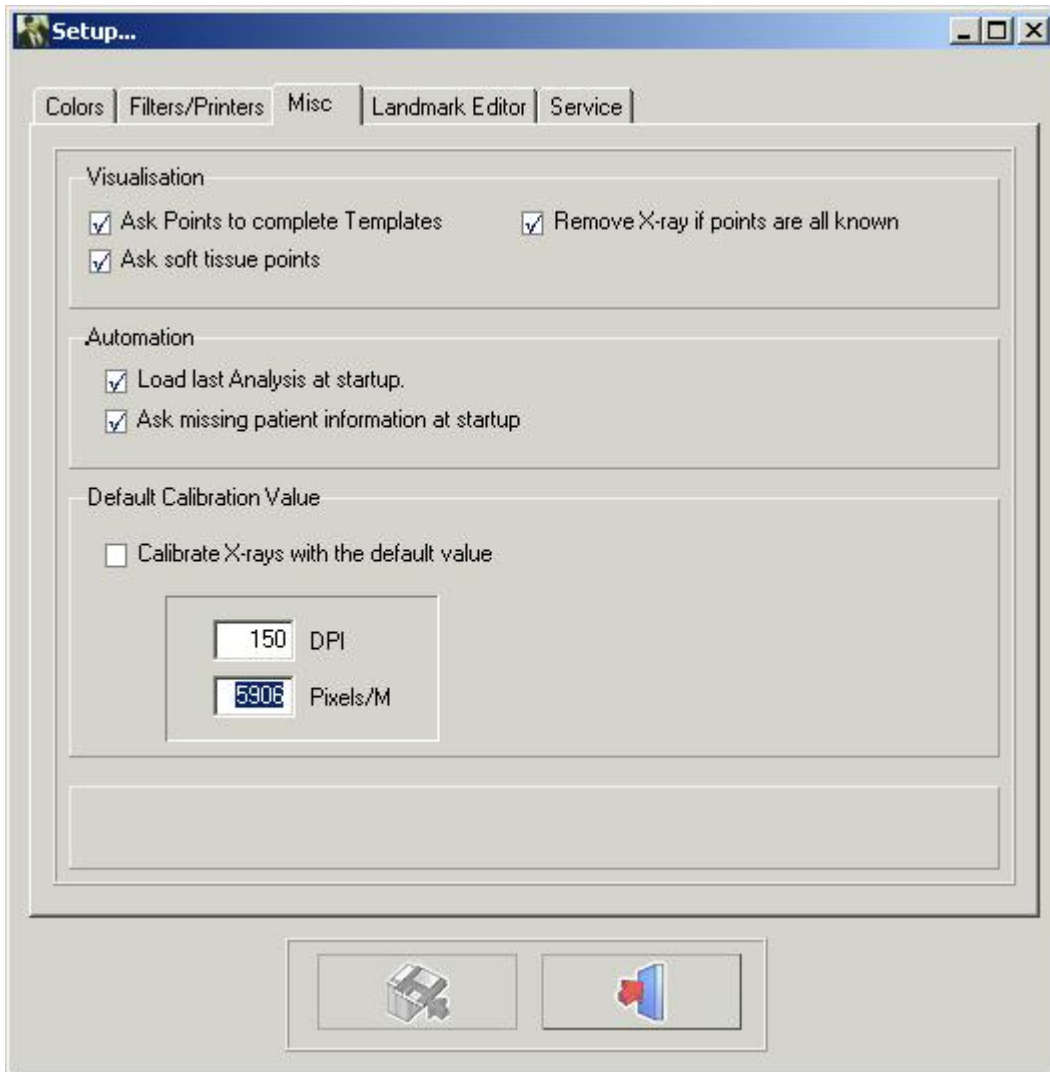 Setup...
Colors Filters/Printers Misc Landmark Editor Service
Visualisation
Ask Points to complete Templates Remove X-ray if points are all known
Ask soft tissue points
Automation
Load last Analysis at startup.
Ask missing patient information at startup
Default Calibration Value
Calibrate X-rays with the default value
150 DPI
5906 Pixels/M